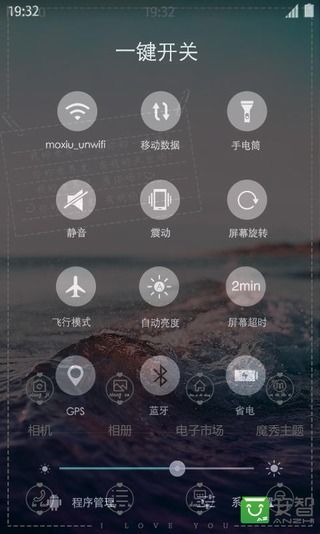 19:32
19:32
一键开关
moxiu_unwifi
移动数据
手电筒
静音
震动
屏幕旋转
飞行模式
自动亮度
2min
屏幕超时
GPS
蓝牙
省电
相机
相册
电子市场
魔秀主题
程序管理
I LOVE YOU
安智
ANZHI